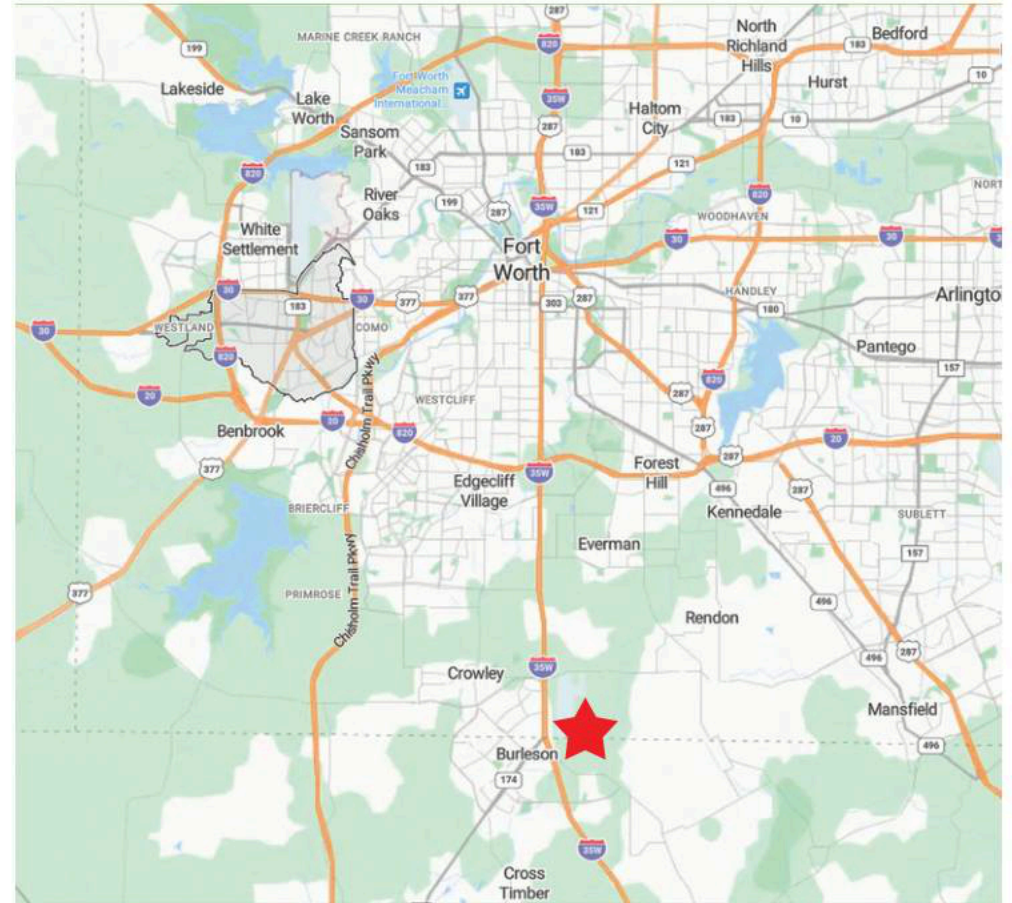 287
North
Richland
Hills
183
Bedford
MARINE CREEK RANCH
820
199
10
Fort Worth
Meacham
International...
Hurst
Lakeside
35W
Lake
Worth
Haltom
City
183
10
287
Sansom
Park
183
183
121
820
820
River
Oaks
199
287
35W
121
WOODHAVEN
White
Settlement
30
30
Fort
Worth
30
183
30
377
377
303
287
HANDLEY
180
Arlingto
30
WESTLAND
COMO
Pantego
820
157
20
820
287
WESTCLIFF
Chisholm Trail Pkwy
20
820
287
20
Benbrook
287
377
35W
Forest
Hill
Edgecliff
Village
496
287
BRIERCLIFF
Kennedale
SUBLETT
Everman
157
Chisholm Trail Pkwy
377
PRIMROSE
496
Rendon
496
287
Crowley
35W
Mansfield
496
Burleson
174
35W
Cross
Timber